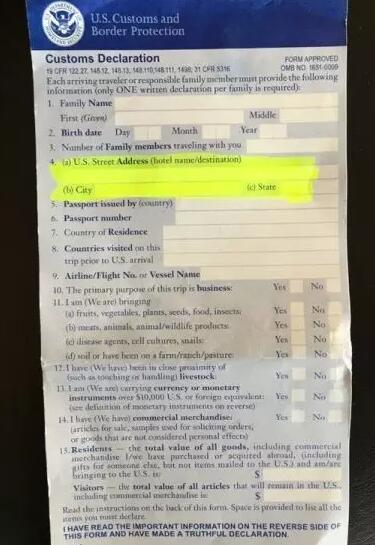 U.S. Customs and
Border Protection
Customs Declaration
19 CFR 122.27, 148.12, 148.13, 148.110,148.111, 1498; 31 CFR 5316
FORM APPROVED
OMB NO. 1651-0009
Each arriving traveler or responsible family member must provide the following
information (only ONE written declaration per family is required):
1. Family Name
First (Given) Middle
2. Birth date Day Month Year
3. Number of Family members traveling with you
4. (a) U.S. Street Address (hotel name/destination)
(b) City (c) State
5. Passport issued by (country)
6. Passport number
7. Country of Residence
8. Countries visited on this
trip prior to U.S. arrival
9. Airline/Flight No. or Vessel Name
10. The primary purpose of this trip is business: Yes No
11. I am (We are) bringing
(a) fruits, vegetables, plants, seeds, food, insects: Yes No
(b) meats, animals, animal/wildlife products: Yes No
(c) disease agents, cell cultures, snails: Yes No
(d) soil or have been on a farm/ranch/pasture: Yes No
12. I have (We have) been in close proximity of
(such as touching or handling) livestock: Yes No
13. I am (We are) carrying currency or monetary
instruments over $10,000 U.S. or foreign equivalent: Yes No
(see definition of monetary instruments on reverse)
14. I have (We have) commercial merchandise: Yes No
(articles for sale, samples used for soliciting orders,
or goods that are not considered personal effects)
15. Residents — the total value of all goods, including commercial
merchandise I/we have purchased or acquired abroad, (including
gifts for someone else, but not items mailed to the U.S.) and am/are
bringing to the U.S. is: $
Visitors — the total value of all articles that will remain in the U.S.,
including commercial merchandise is: $
Read the instructions on the back of this form. Space is provided to list all the
items you must declare.
I HAVE READ THE IMPORTANT INFORMATION ON THE REVERSE SIDE OF
THIS FORM AND HAVE MADE A TRUTHFUL DECLARATION.